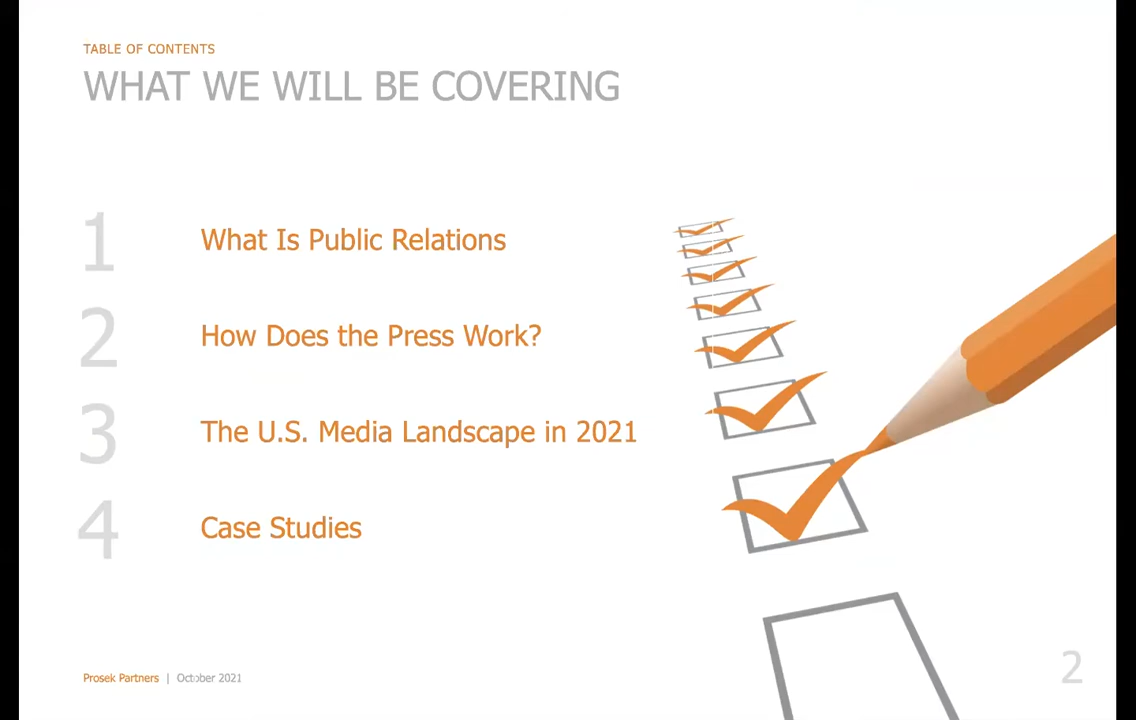 TABLE OF CONTENTS
WHAT WE WILL BE COVERING
1 What Is Public Relations
2 How Does the Press Work?
3 The U.S. Media Landscape in 2021
4 Case Studies
Prosek Partners | October 2021
2